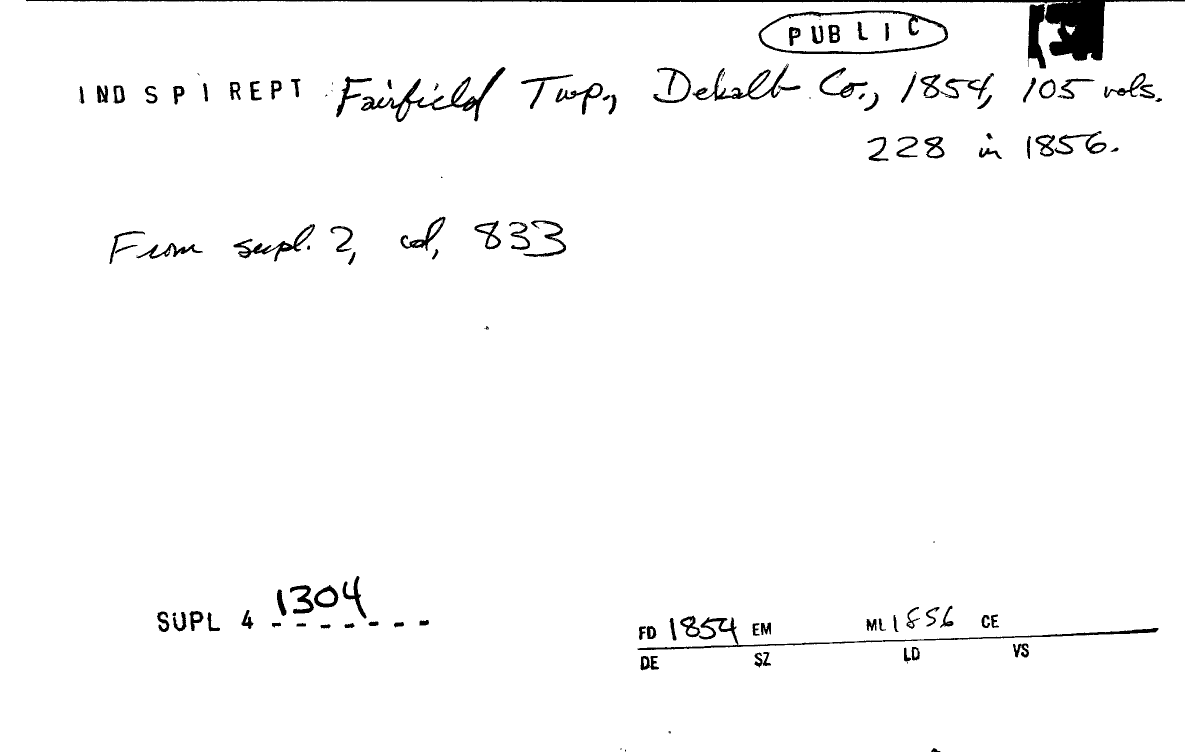 PUBLIC
IND SPI REPT Fairfield Twp, Dekalb Co., 1854, 105 vols.
228 in 1856.
From supl. 2, col, 833
SUPL 4 1304
FD 1854 EM ML 1856 CE
DE SZ LD VS